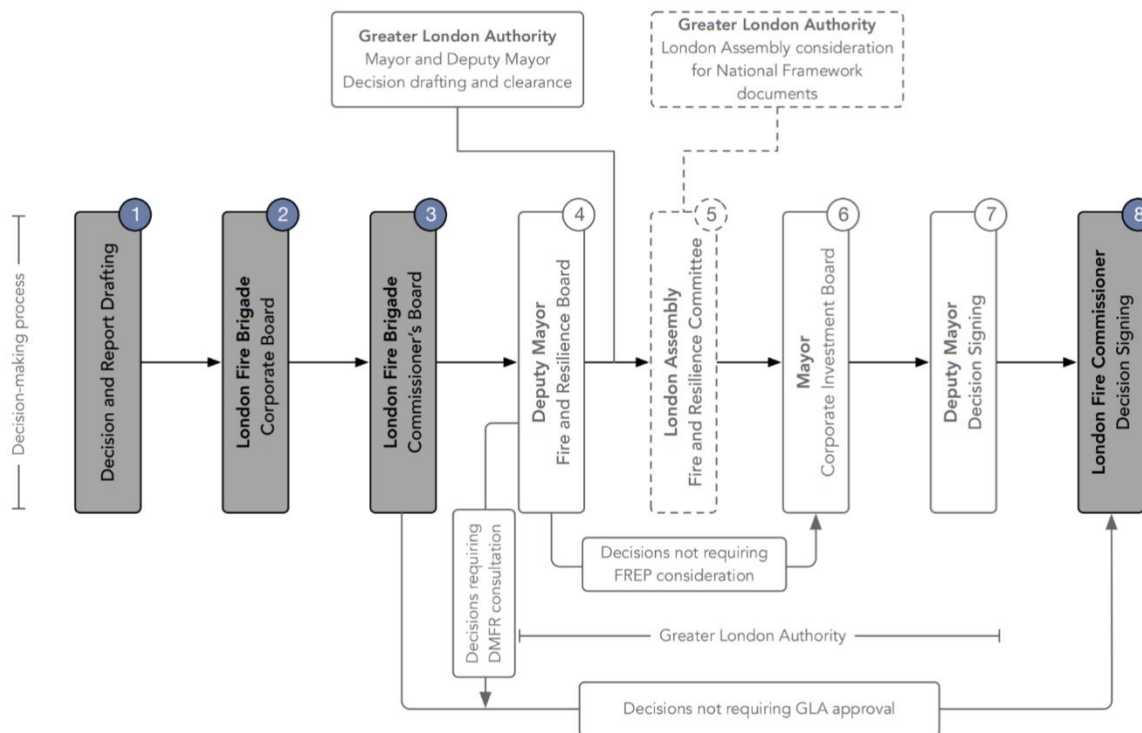 Greater London Authority
Mayor and Deputy Mayor
Decision drafting and clearance
Greater London Authority
London Assembly consideration
for National Framework
documents
Decision-making process
1
Decision and Report Drafting
2
London Fire Brigade
Corporate Board
3
London Fire Brigade
Commissioner's Board
4
Deputy Mayor
Fire and Resilience Board
5
London Assembly
Fire and Resilience Committee
6
Mayor
Corporate Investment Board
7
Deputy Mayor
Decision Signing
8
London Fire Commissioner
Decision Signing
Decisions requiring
DMFR consultation
Decisions not requiring
FREP consideration
Greater London Authority
Decisions not requiring GLA approval